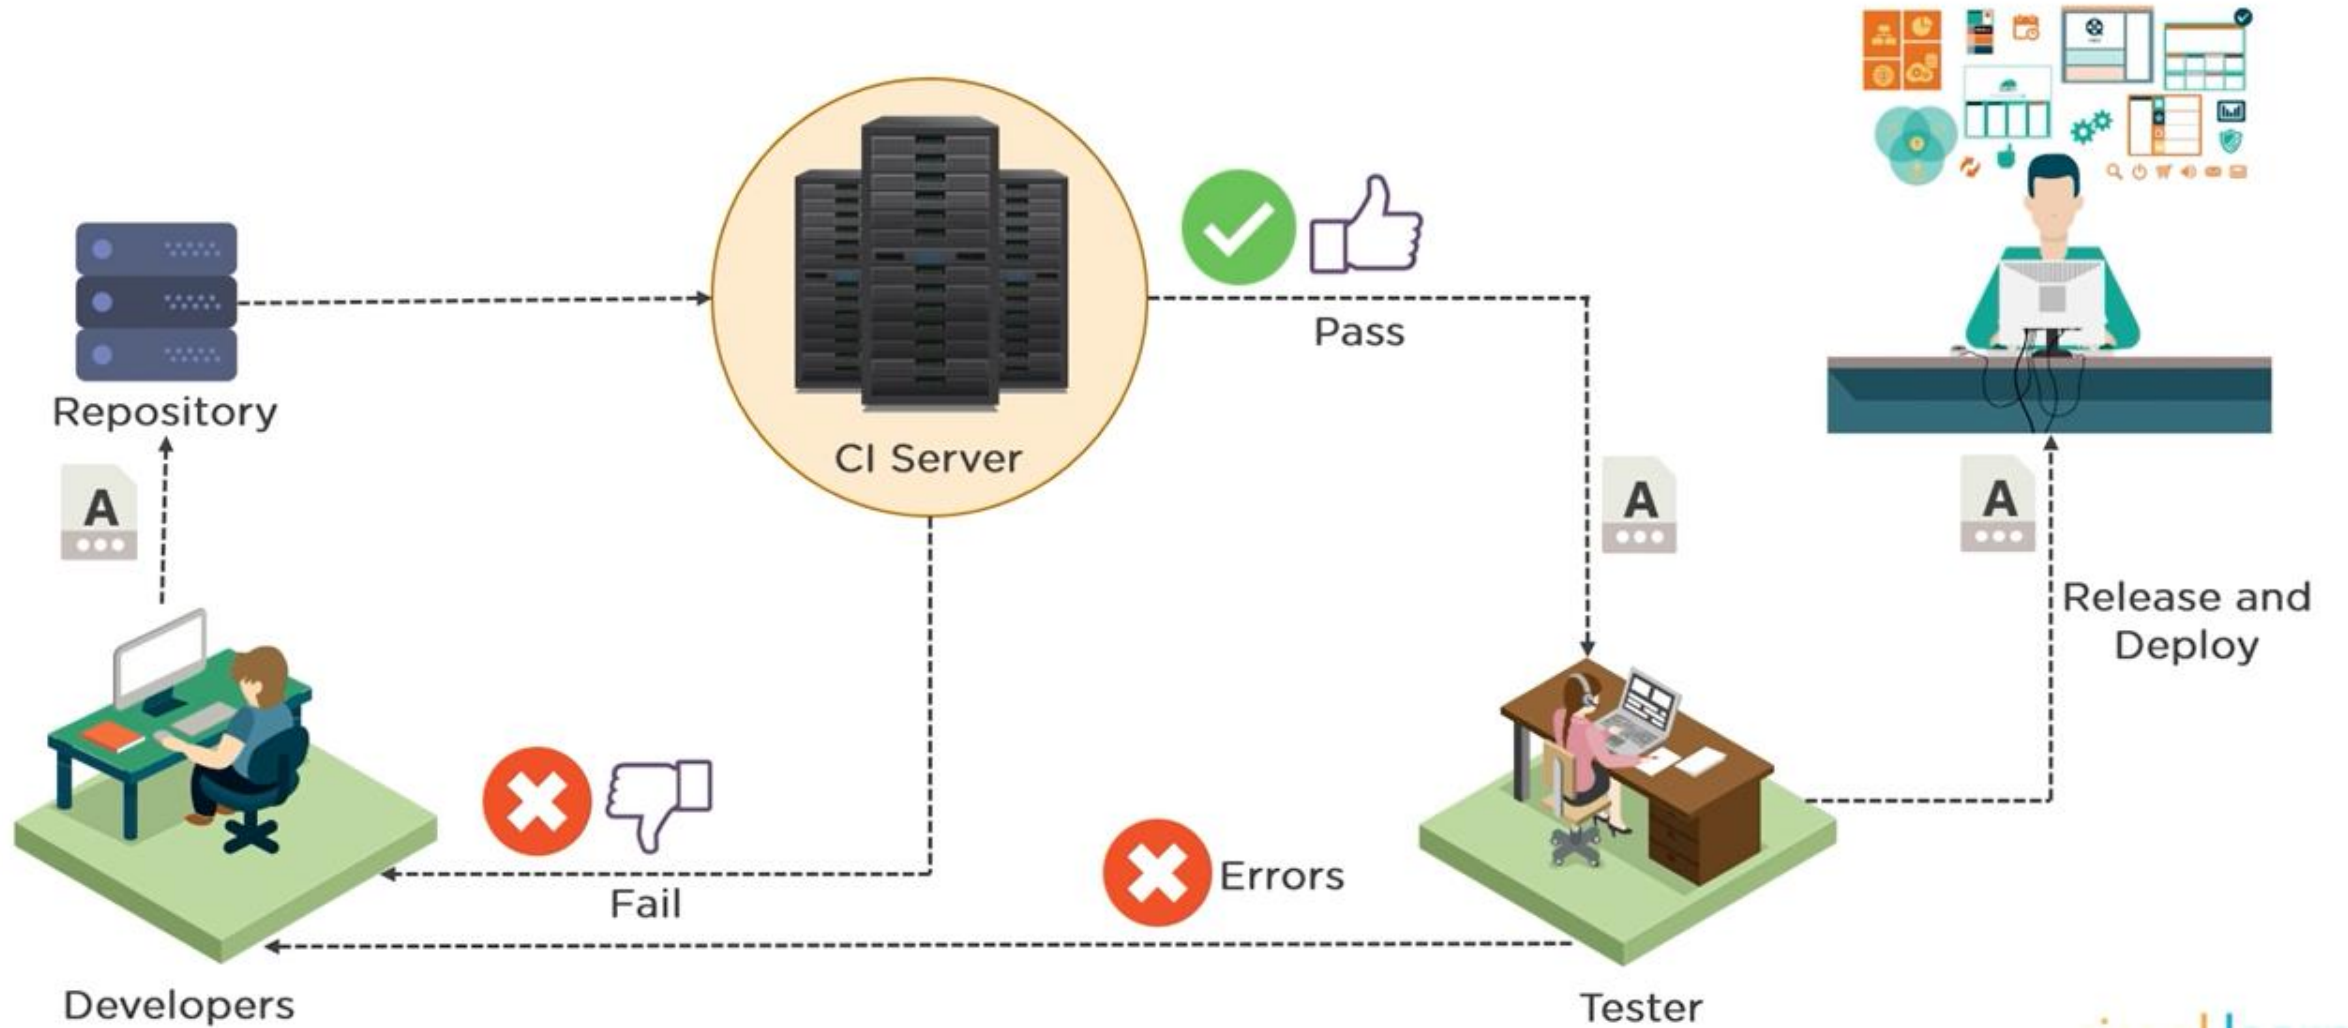 Repository
A
CI Server
Pass
A
A
Release and
Deploy
Fail
Errors
Developers
Tester